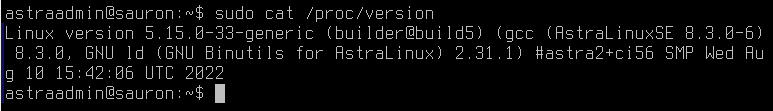 astraadmin@sauron:~$ sudo cat /proc/version
Linux version 5.15.0-33-generic (builder@build5) (gcc (AstraLinuxSE 8.3.0-6)
 8.3.0, GNU ld (GNU Binutils for AstraLinux) 2.31.1) #astra2+ci56 SMP Wed Au
g 10 15:42:06 UTC 2022
astraadmin@sauron:~$